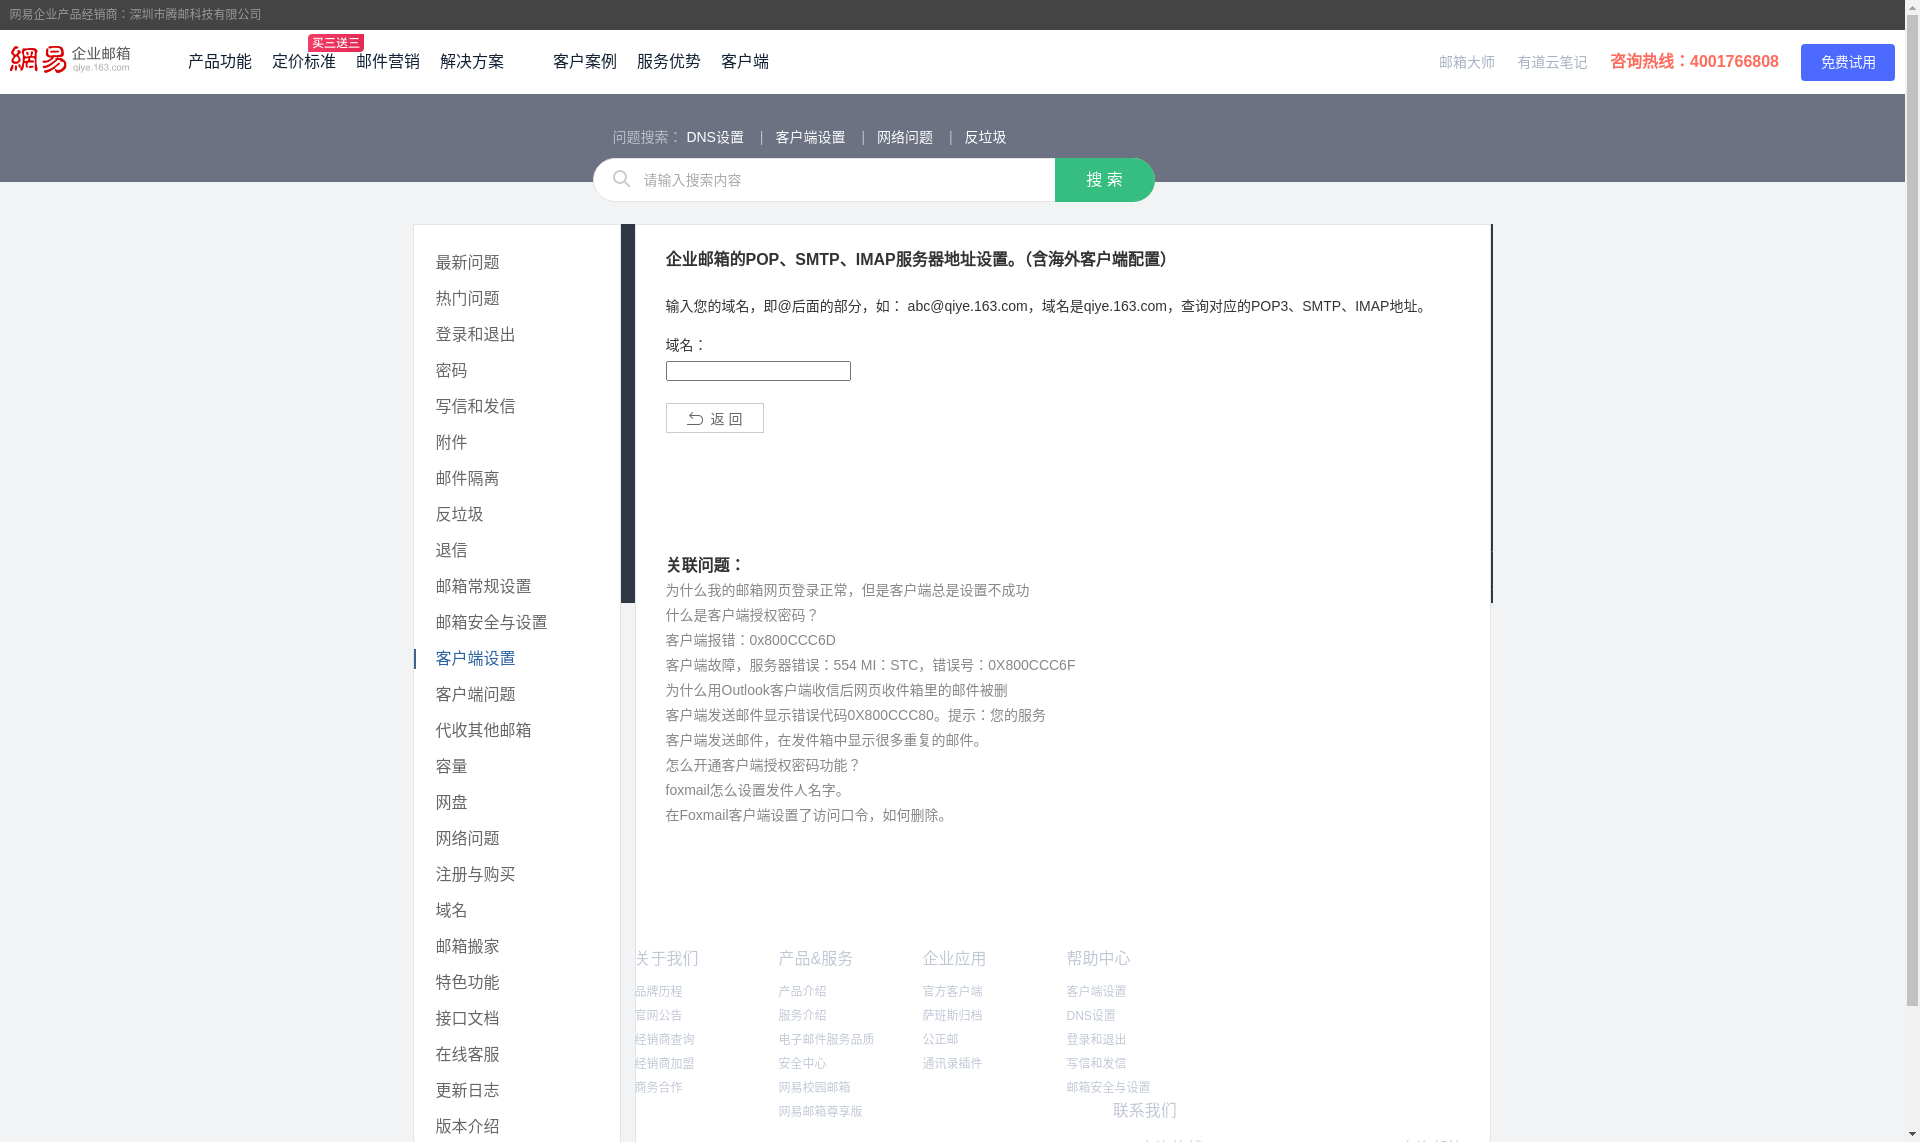 网易企业产品经销商：深圳市腾邮科技有限公司
網易 企业邮箱 qiye.163.com
产品功能 定价标准 买三送三 邮件营销 解决方案 客户案例 服务优势 客户端 邮箱大师 有道云笔记 咨询热线：4001766808 免费试用
问题搜索： DNS设置 | 客户端设置 | 网络问题 | 反垃圾
请输入搜索内容 搜 索
最新问题
热门问题
登录和退出
密码
写信和发信
附件
邮件隔离
反垃圾
退信
邮箱常规设置
邮箱安全与设置
客户端设置
客户端问题
代收其他邮箱
容量
网盘
网络问题
注册与购买
域名
邮箱搬家
特色功能
接口文档
在线客服
更新日志
版本介绍
企业邮箱的POP、SMTP、IMAP服务器地址设置。（含海外客户端配置）
输入您的域名，即@后面的部分，如： abc@qiye.163.com，域名是qiye.163.com，查询对应的POP3、SMTP、IMAP地址。
域名：
返 回
关联问题：
为什么我的邮箱网页登录正常，但是客户端总是设置不成功
什么是客户端授权密码？
客户端报错：0x800CCC6D
客户端故障，服务器错误：554 MI：STC，错误号：0X800CCC6F
为什么用Outlook客户端收信后网页收件箱里的邮件被删
客户端发送邮件显示错误代码0X800CCC80。提示：您的服务
客户端发送邮件，在发件箱中显示很多重复的邮件。
怎么开通客户端授权密码功能？
foxmail怎么设置发件人名字。
在Foxmail客户端设置了访问口令，如何删除。
关于我们
品牌历程
官网公告
经销商查询
经销商加盟
商务合作
产品&服务
产品介绍
服务介绍
电子邮件服务品质
安全中心
网易校园邮箱
网易邮箱尊享版
企业应用
官方客户端
萨班斯归档
公正邮
通讯录插件
帮助中心
客户端设置
DNS设置
登录和退出
写信和发信
邮箱安全与设置
联系我们